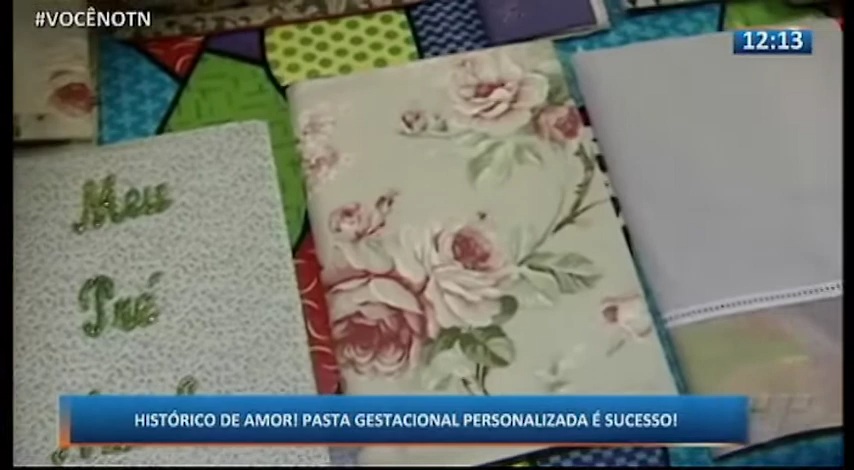 #VOCÊNOTN
12:13
Meu
Pré
HISTÓRICO DE AMOR! PASTA GESTACIONAL PERSONALIZADA É SUCESSO!